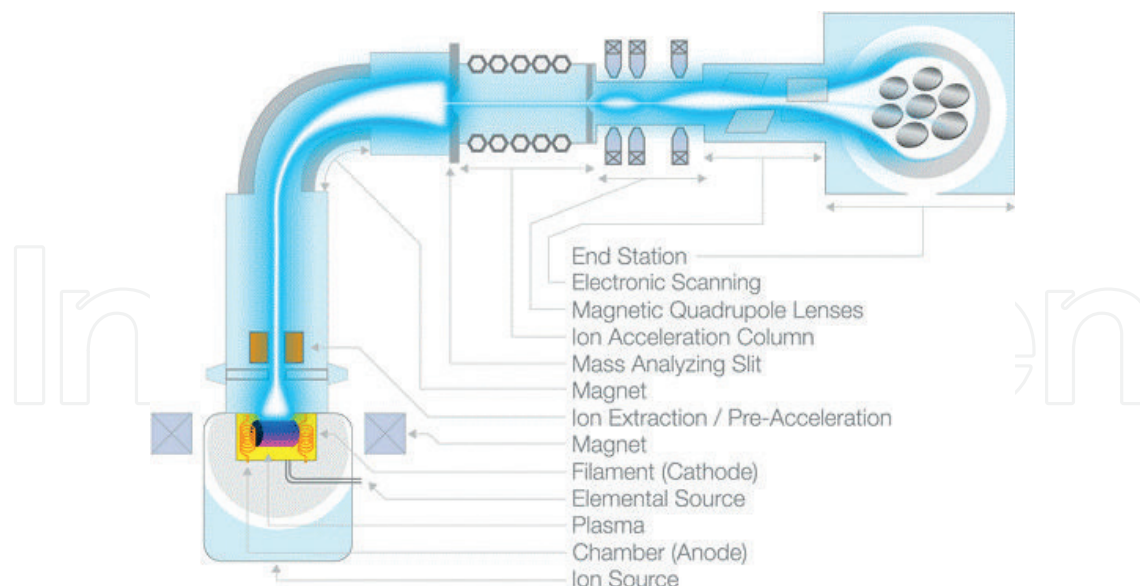 End Station
Electronic Scanning
Magnetic Quadrupole Lenses
Ion Acceleration Column
Mass Analyzing Slit
Magnet
Ion Extraction / Pre-Acceleration
Magnet
Filament (Cathode)
Elemental Source
Plasma
Chamber (Anode)
Ion Source